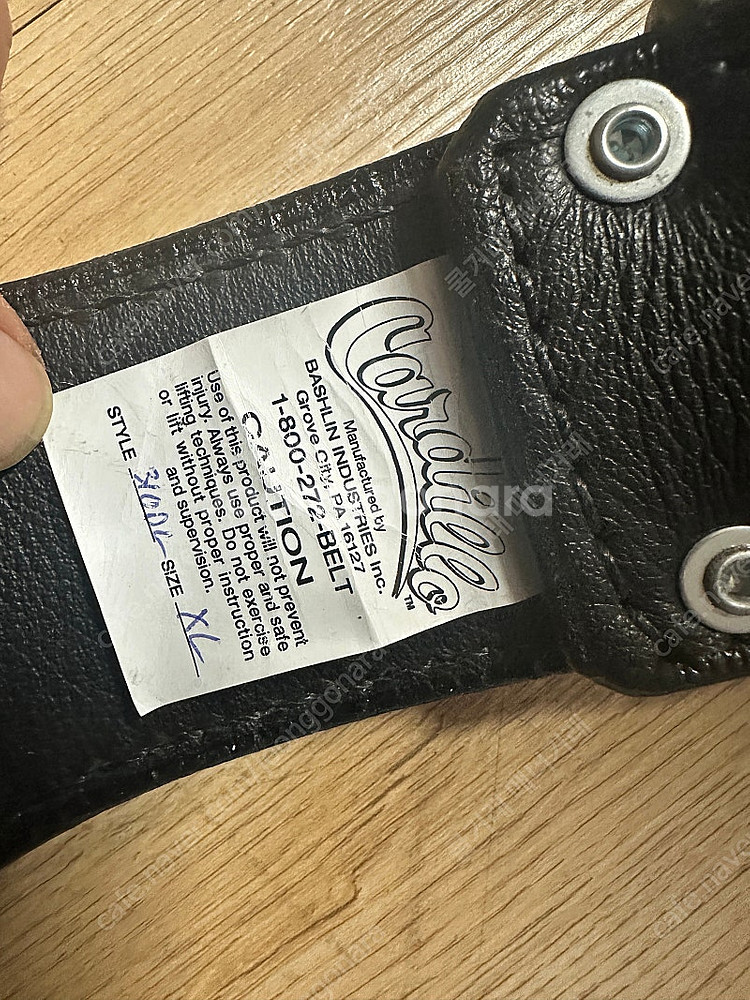 Cardillo™
Manufactured by
BASHLIN INDUSTRIES Inc.
Grove City, PA 16127
1-800-272-BELT
CAUTION
Use of this product will not prevent
injury. Always use proper and safe
lifting techniques. Do not exercise
or lift without proper instruction
and supervision.
STYLE SIZE XL